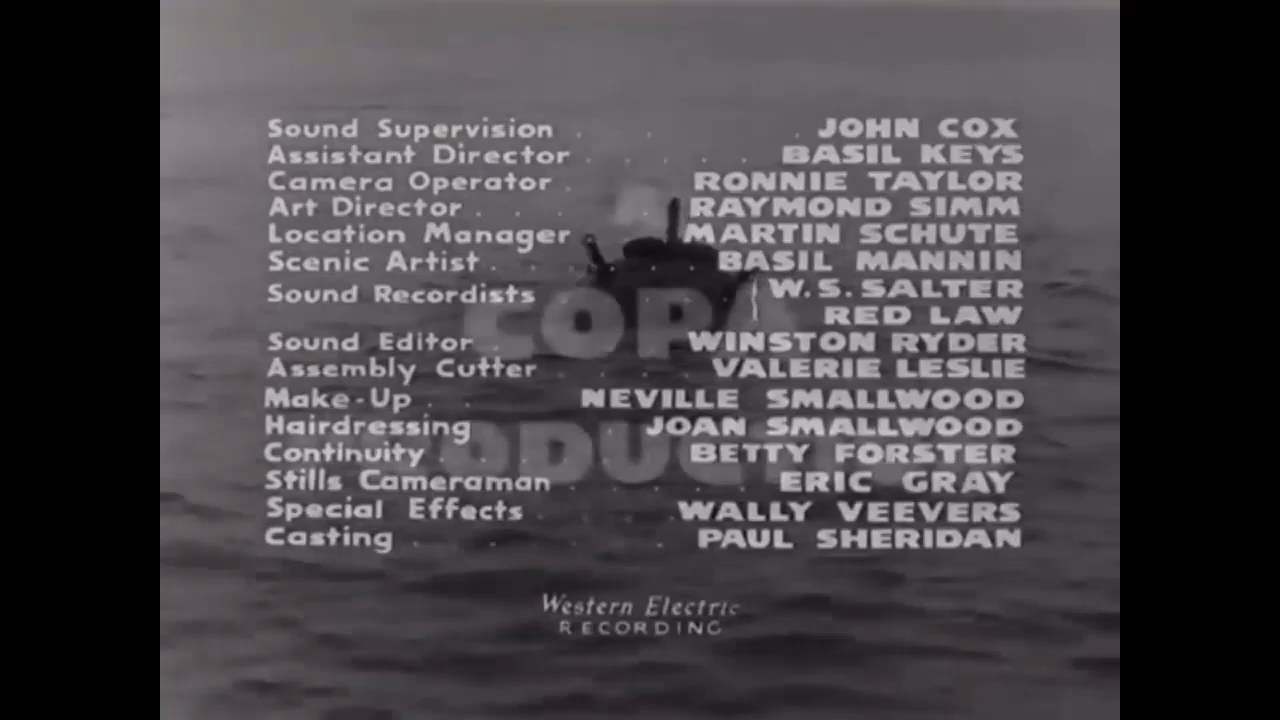 Sound Supervision . . . JOHN COX
Assistant Director . . . . . BASIL KEYS
Camera Operator . RONNIE TAYLOR
Art Director . . . RAYMOND SIMM
Location Manager MARTIN SCHUTE
Scenic Artist . . . . . . BASIL MANNIN
Sound Recordists . . . W.S. SALTER
RED LAW
Sound Editor . . . WINSTON RYDER
Assembly Cutter . . . VALERIE LESLIE
Make-Up . . NEVILLE SMALLWOOD
Hairdressing . . JOAN SMALLWOOD
Continuity . . . . BETTY FORSTER
Stills Cameraman . . . . ERIC GRAY
Special Effects . . . . WALLY VEEVERS
Casting . . . . PAUL SHERIDAN
COPA
Western Electric
RECORDING